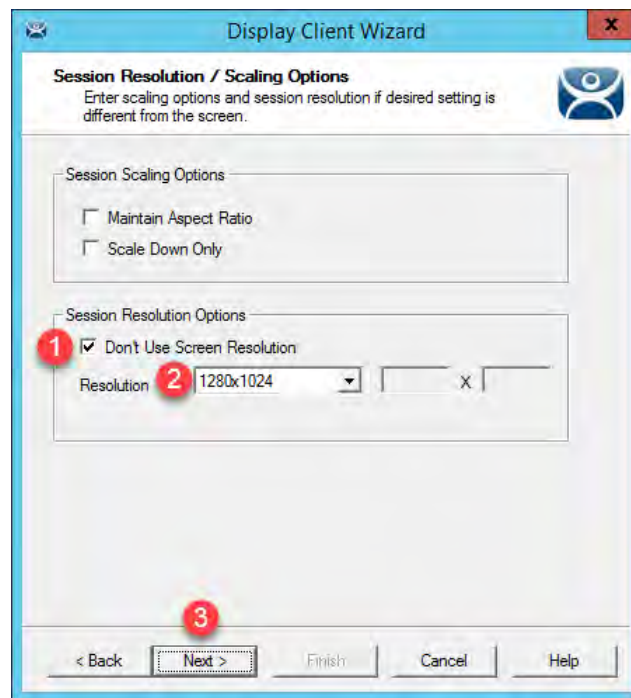 Display Client Wizard
x
Session Resolution / Scaling Options
Enter scaling options and session resolution if desired setting is
different from the screen.
Session Scaling Options
Maintain Aspect Ratio
Scale Down Only
Session Resolution Options
1 Don't Use Screen Resolution
Resolution 2 1280x1024 X
3
< Back Next > Finish Cancel Help